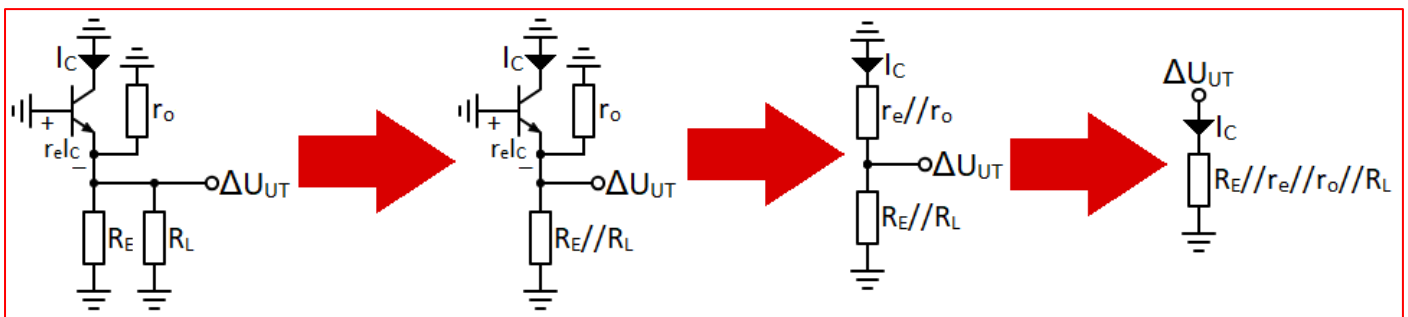 I_C
r_o
+
r_eI_C
−
ΔU_UT
R_E
R_L
I_C
r_o
+
r_eI_C
−
ΔU_UT
R_E//R_L
I_C
r_e//r_o
ΔU_UT
R_E//R_L
ΔU_UT
I_C
R_E//r_e//r_o//R_L